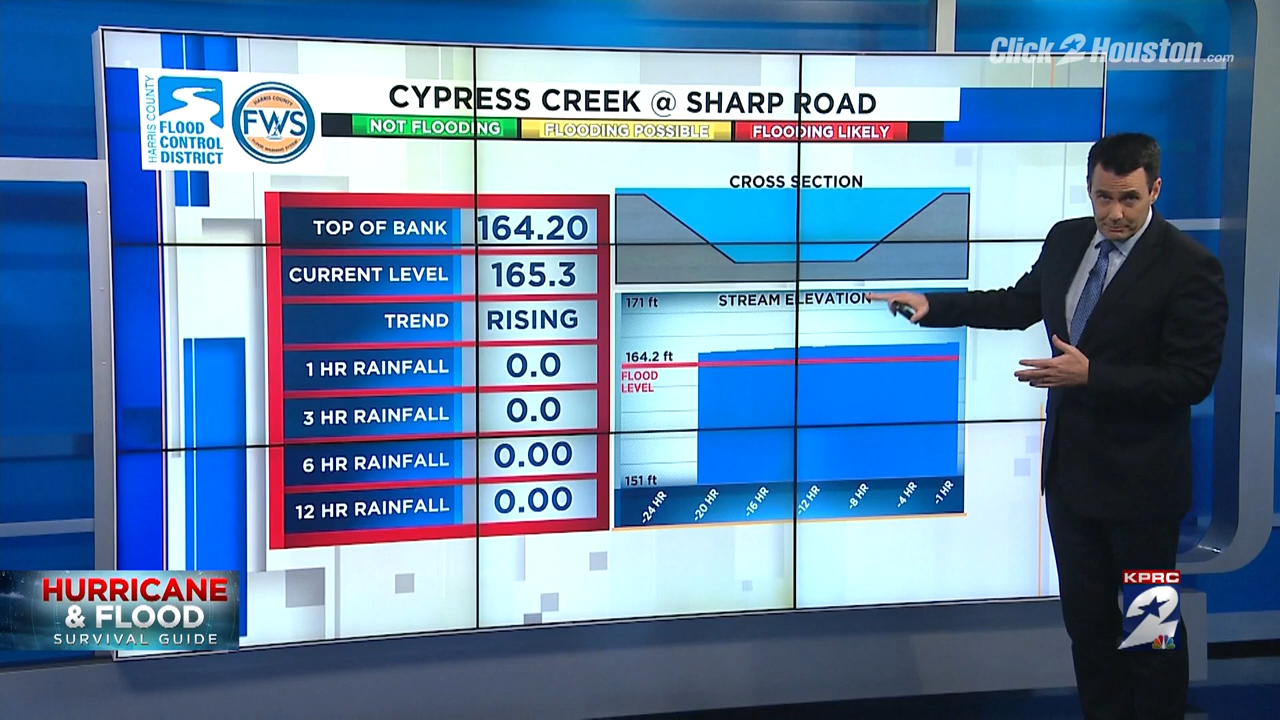 Click2Houston.com
HARRIS COUNTY
FLOOD
CONTROL
DISTRICT
HARRIS COUNTY
FWS
CYPRESS CREEK @ SHARP ROAD
NOT FLOODING
FLOODING POSSIBLE
FLOODING LIKELY
TOP OF BANK 164.20
CURRENT LEVEL 165.3
TREND RISING
1 HR RAINFALL 0.0
3 HR RAINFALL 0.0
6 HR RAINFALL 0.00
12 HR RAINFALL 0.00
CROSS SECTION
STREAM ELEVATION
171 ft
164.2 ft
FLOOD
LEVEL
151 ft
-24 HR
-20 HR
-16 HR
-12 HR
-8 HR
-4 HR
-1 HR
HURRICANE
& FLOOD
SURVIVAL GUIDE
KPRC
2